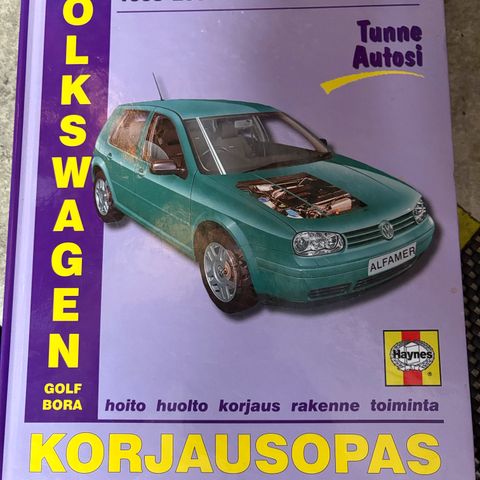 Tunne
Autosi
OLKSWAGEN
GOLF
BORA
ALFAMER
Haynes
®
hoito huolto korjaus rakenne toiminta
KORJAUSOPAS